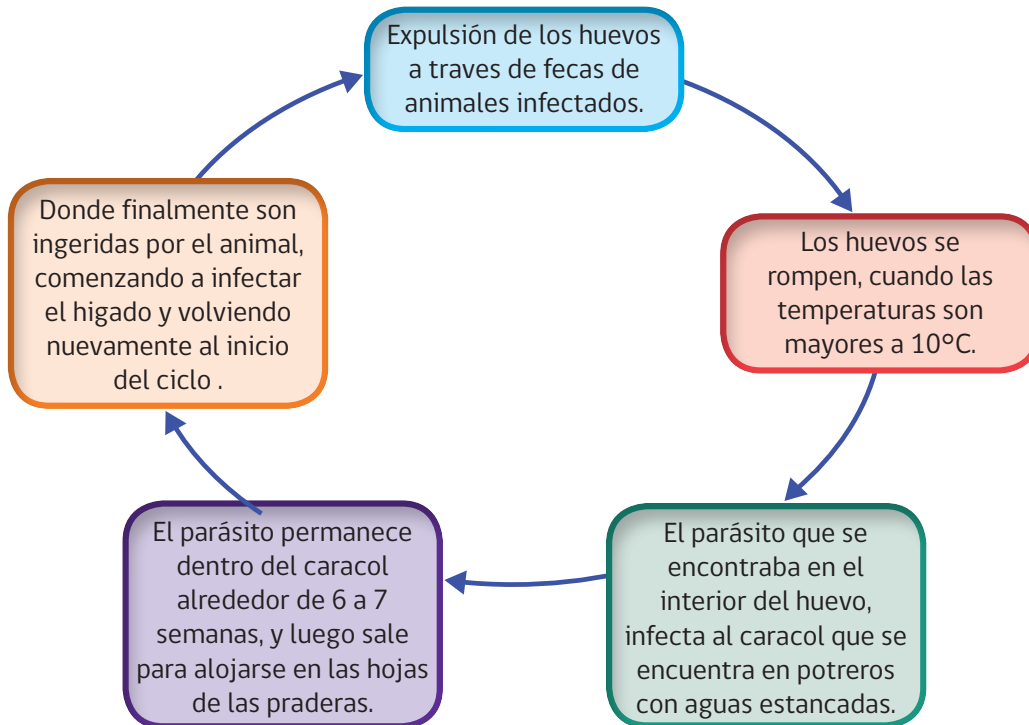 Expulsión de los huevos
a traves de fecas de
animales infectados.
Los huevos se
rompen, cuando las
temperaturas son
mayores a 10°C.
El parásito que se
encontraba en el
interior del huevo,
infecta al caracol que se
encuentra en potreros
con aguas estancadas.
El parásito permanece
dentro del caracol
alrededor de 6 a 7
semanas, y luego sale
para alojarse en las hojas
de las praderas.
Donde finalmente son
ingeridas por el animal,
comenzando a infectar
el higado y volviendo
nuevamente al inicio
del ciclo .